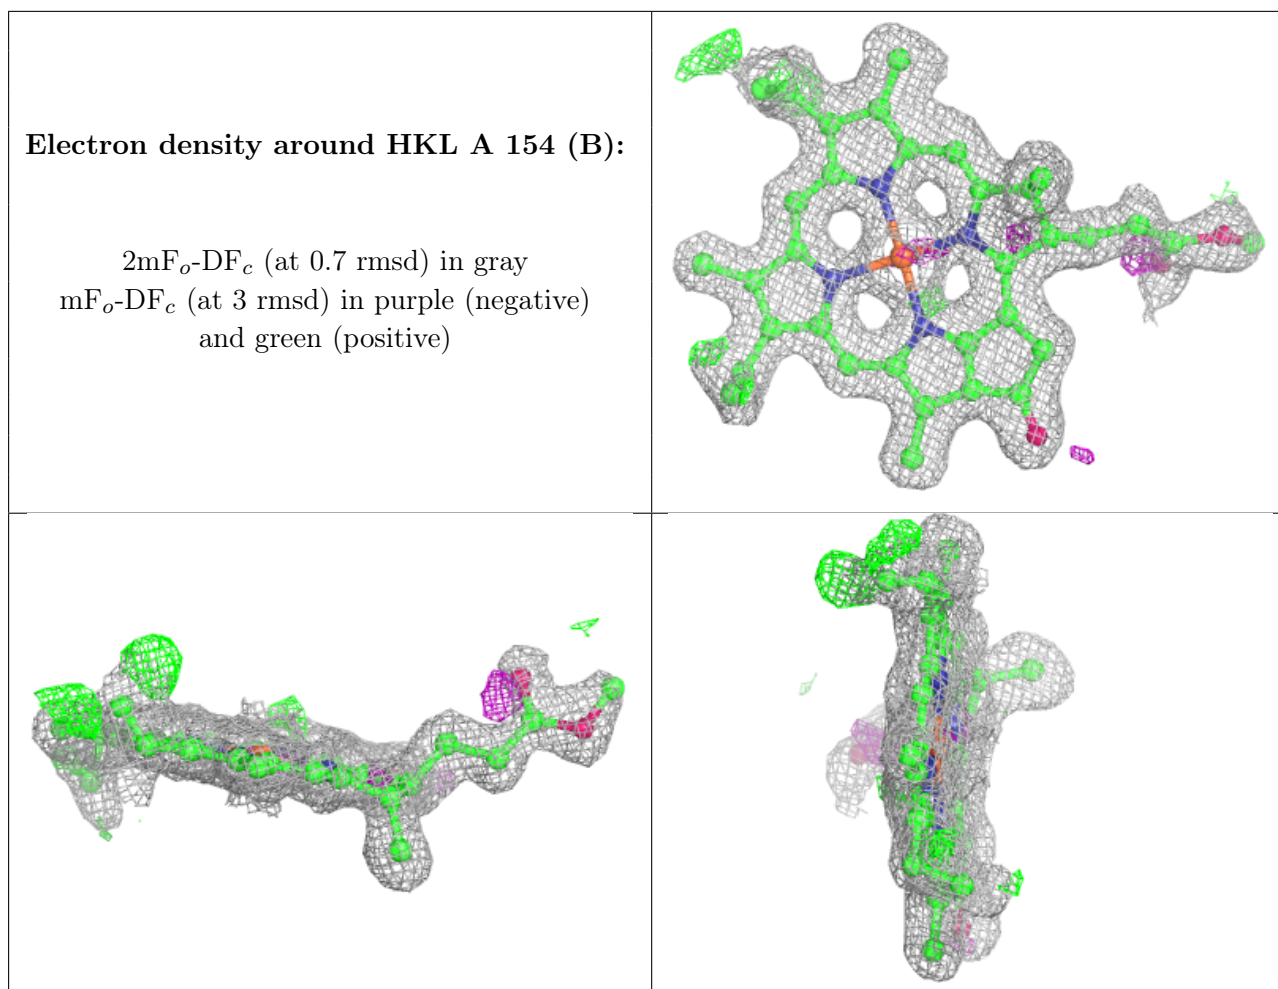 Electron density around HKL A 154 (B):
2mFₒ-DF𝒸 (at 0.7 rmsd) in gray
mFₒ-DF𝒸 (at 3 rmsd) in purple (negative)
and green (positive)